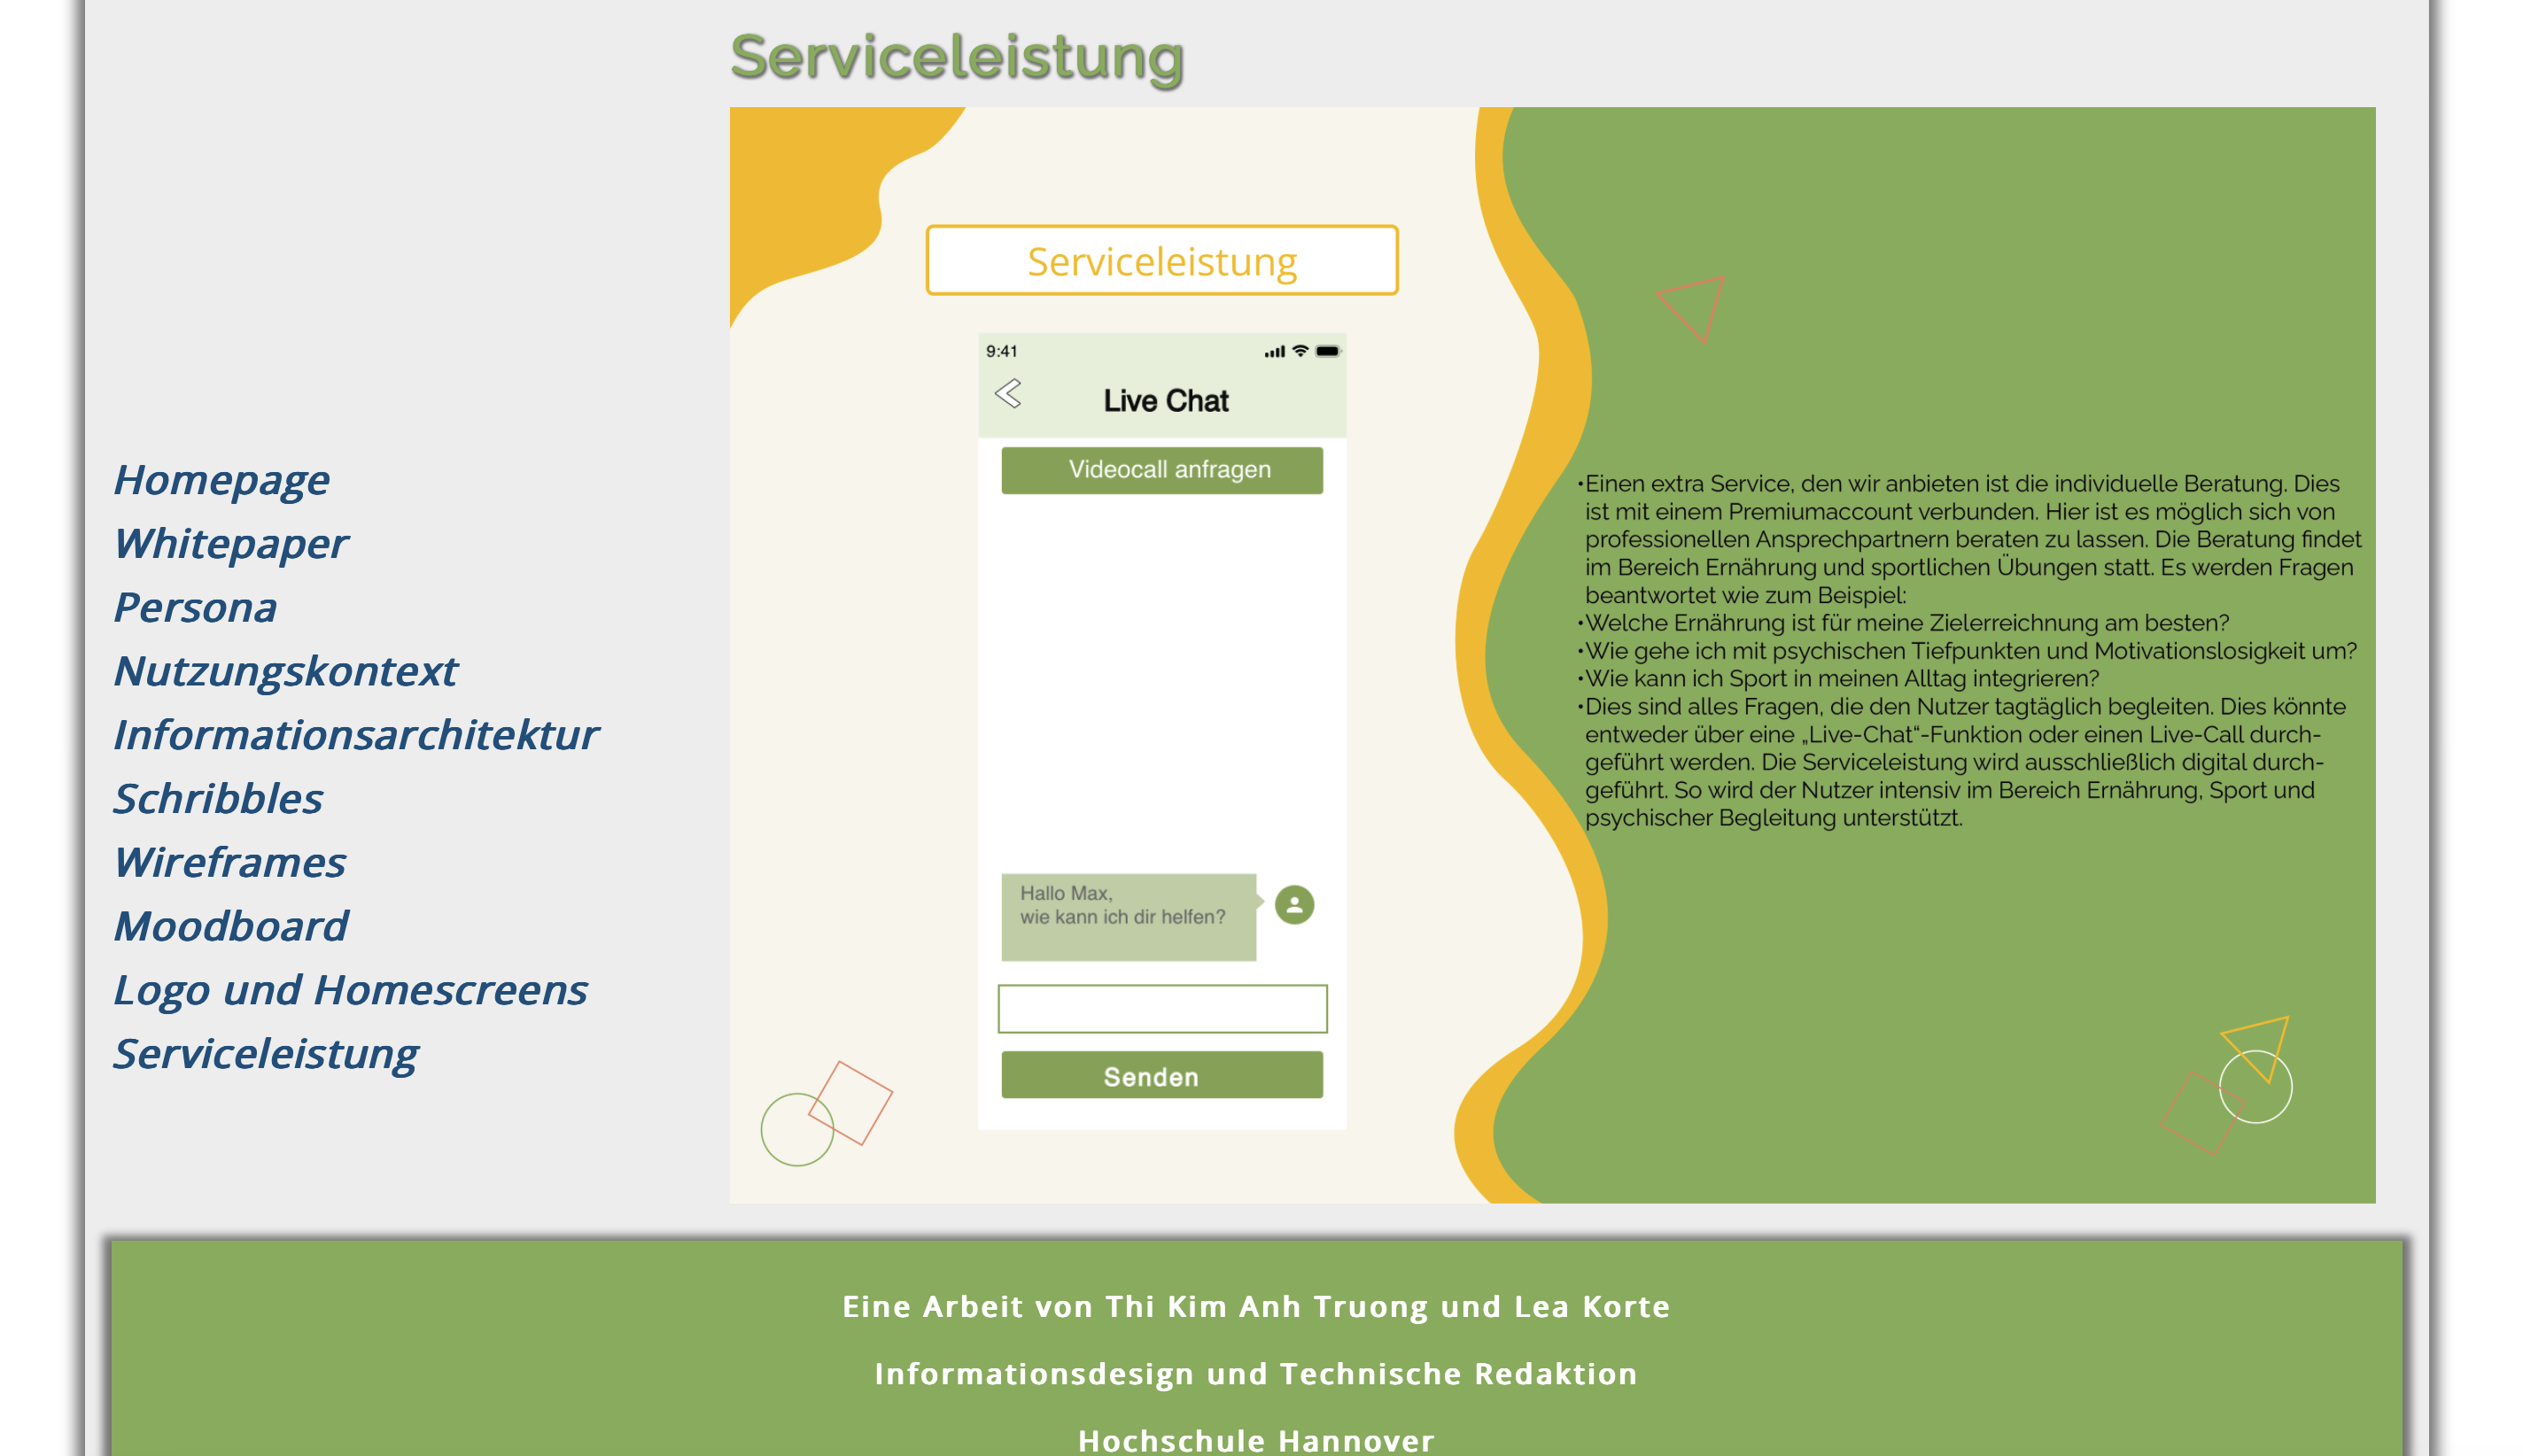 Serviceleistung
Homepage
Whitepaper
Persona
Nutzungskontext
Informationsarchitektur
Schribbles
Wireframes
Moodboard
Logo und Homescreens
Serviceleistung
Serviceleistung
9:41
Live Chat
Videocall anfragen
Hallo Max,
wie kann ich dir helfen?
Senden
•Einen extra Service, den wir anbieten ist die individuelle Beratung. Dies
ist mit einem Premiumaccount verbunden. Hier ist es möglich sich von
professionellen Ansprechpartnern beraten zu lassen. Die Beratung findet
im Bereich Ernährung und sportlichen Übungen statt. Es werden Fragen
beantwortet wie zum Beispiel:
•Welche Ernährung ist für meine Zielerreichnung am besten?
•Wie gehe ich mit psychischen Tiefpunkten und Motivationslosigkeit um?
•Wie kann ich Sport in meinen Alltag integrieren?
•Dies sind alles Fragen, die den Nutzer tagtäglich begleiten. Dies könnte
entweder über eine „Live-Chat“-Funktion oder einen Live-Call durch-
geführt werden. Die Serviceleistung wird ausschließlich digital durch-
geführt. So wird der Nutzer intensiv im Bereich Ernährung, Sport und
psychischer Begleitung unterstützt.
Eine Arbeit von Thi Kim Anh Truong und Lea Korte
Informationsdesign und Technische Redaktion
Hochschule Hannover